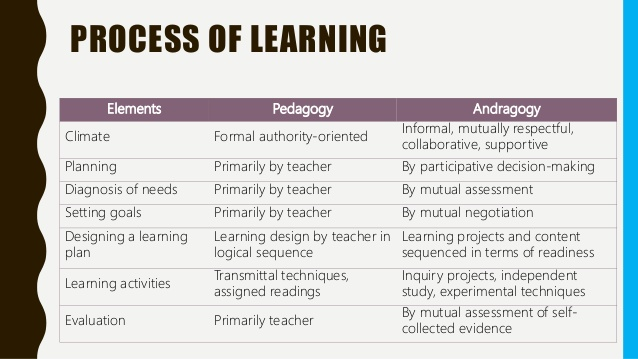 PROCESS OF LEARNING
Elements Pedagogy Andragogy
Climate Formal authority-oriented Informal, mutually respectful,
collaborative, supportive
Planning Primarily by teacher By participative decision-making
Diagnosis of needs Primarily by teacher By mutual assessment
Setting goals Primarily by teacher By mutual negotiation
Designing a learning Learning design by teacher in Learning projects and content
plan logical sequence sequenced in terms of readiness
Learning activities Transmittal techniques, Inquiry projects, independent
assigned readings study, experimental techniques
Evaluation Primarily teacher By mutual assessment of self-
collected evidence